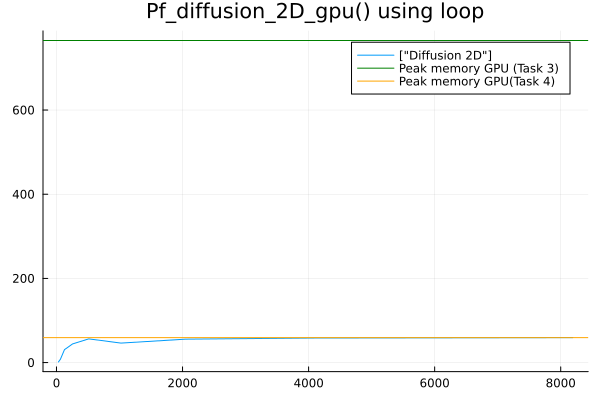 Pf_diffusion_2D_gpu() using loop
["Diffusion 2D"]
Peak memory GPU (Task 3)
Peak memory GPU(Task 4)
600
400
200
0
0 2000 4000 6000 8000